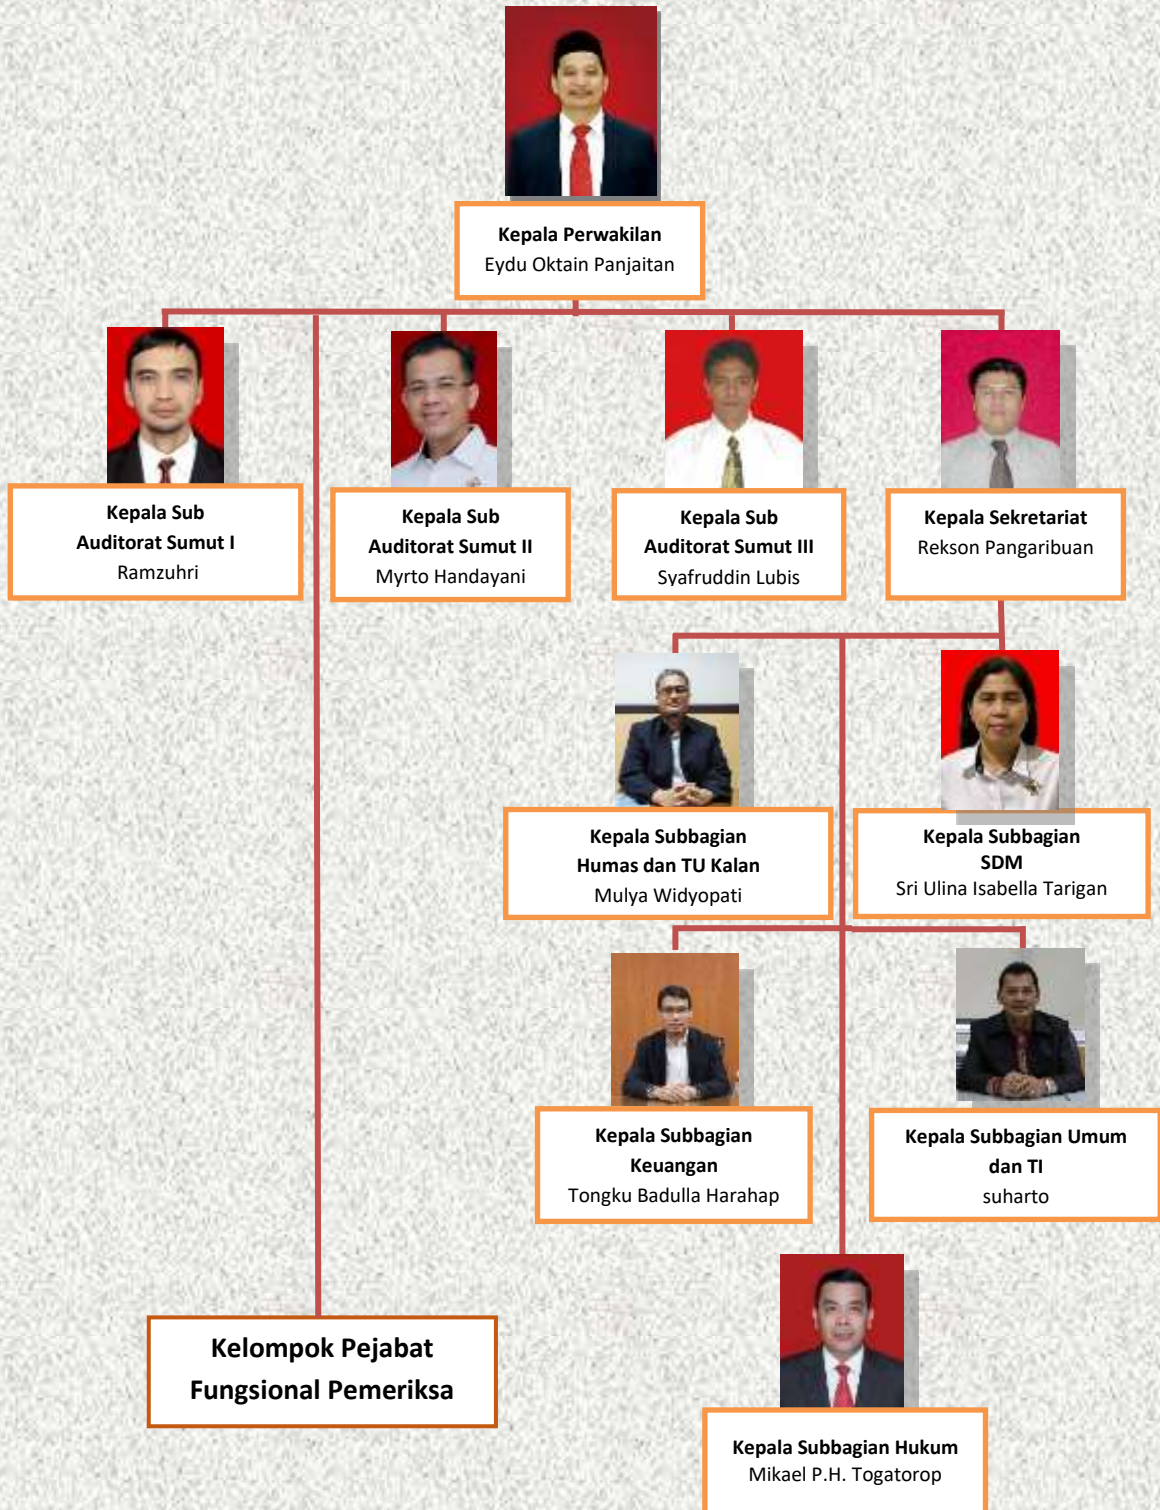 Kepala Perwakilan
Eydu Oktain Panjaitan
Kepala Sub
Auditorat Sumut I
Ramzuhri
Kepala Sub
Auditorat Sumut II
Myrto Handayani
Kepala Sub
Auditorat Sumut III
Syafruddin Lubis
Kepala Sekretariat
Rekson Pangaribuan
Kepala Subbagian
Humas dan TU Kalan
Mulya Widyopati
Kepala Subbagian
SDM
Sri Ulina Isabella Tarigan
Kepala Subbagian
Keuangan
Tongku Badulla Harahap
Kepala Subbagian Umum
dan TI
suharto
Kelompok Pejabat
Fungsional Pemeriksa
Kepala Subbagian Hukum
Mikael P.H. Togatorop